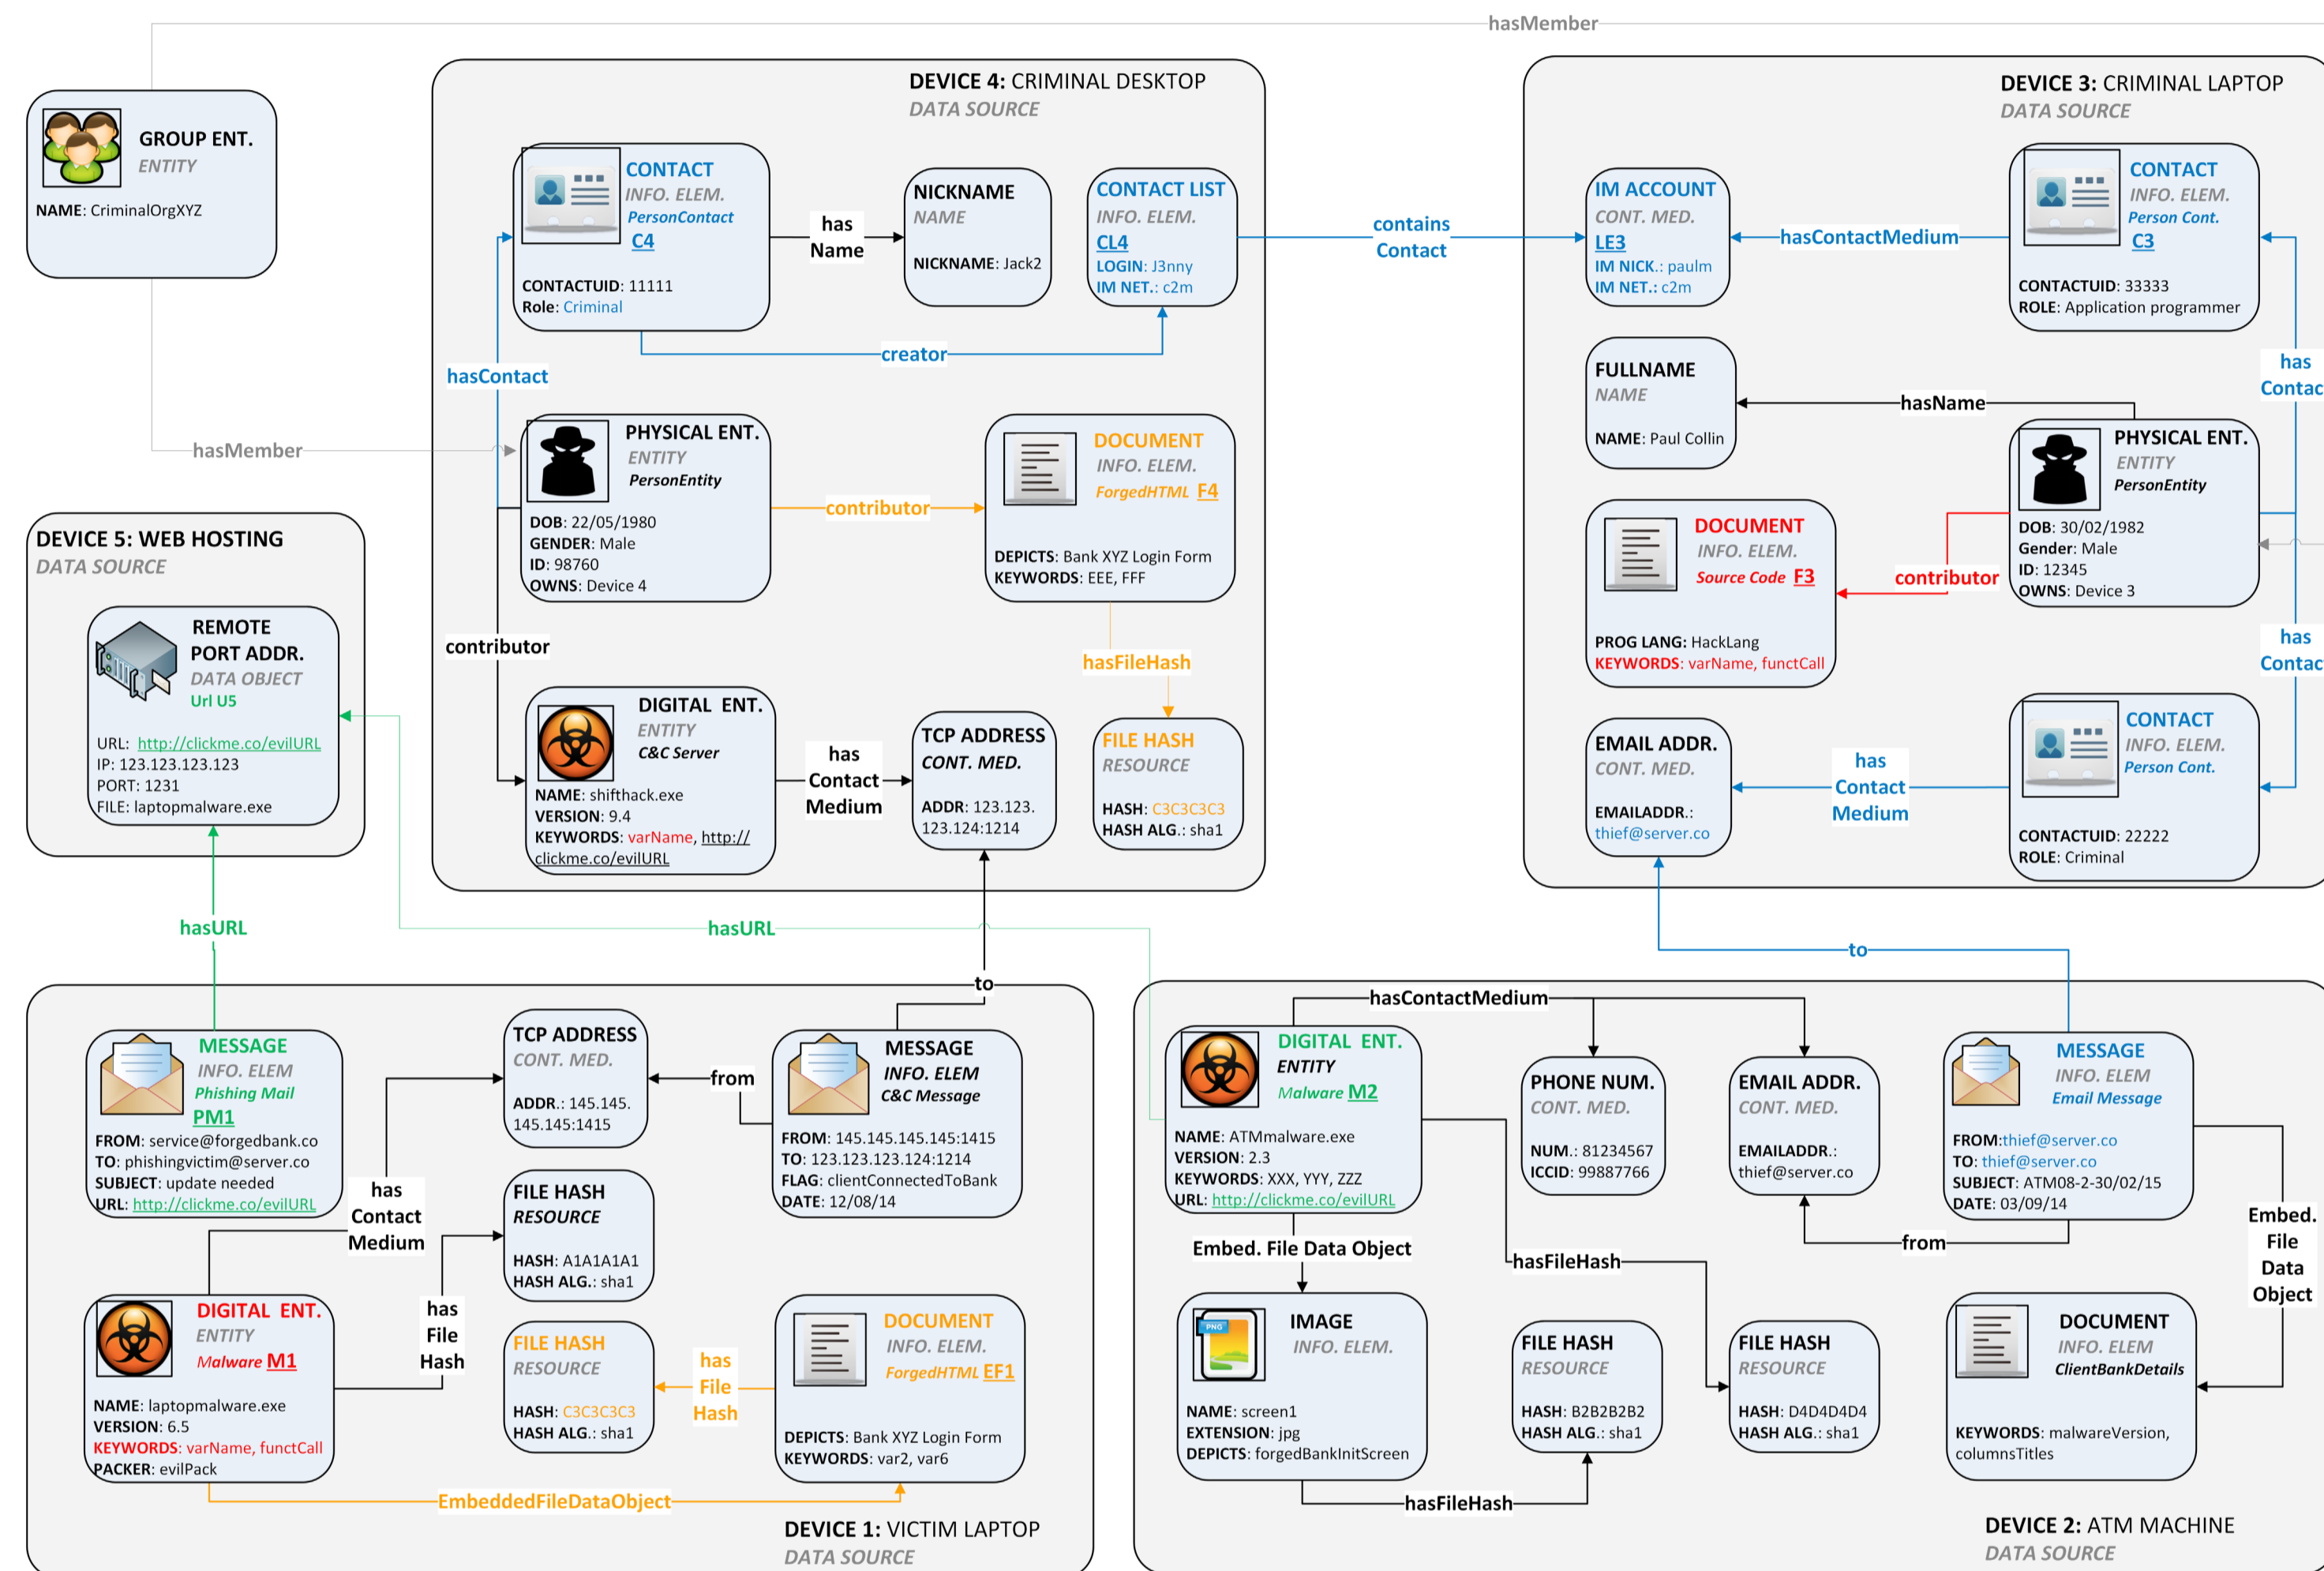 hasMember
GROUP ENT.
ENTITY
NAME: CriminalOrgXYZ
hasMember
DEVICE 4: CRIMINAL DESKTOP
DATA SOURCE
CONTACT
INFO. ELEM.
PersonContact
C4
CONTACTUID: 11111
Role: Criminal
has
Name
NICKNAME
NAME
NICKNAME: Jack2
CONTACT LIST
INFO. ELEM.
CL4
LOGIN: J3nny
IM NET.: c2m
creator
hasContact
contains
Contact
PHYSICAL ENT.
ENTITY
PersonEntity
DOB: 22/05/1980
GENDER: Male
ID: 98760
OWNS: Device 4
contributor
DOCUMENT
INFO. ELEM.
ForgedHTML F4
DEPICTS: Bank XYZ Login Form
KEYWORDS: EEE, FFF
contributor
hasFileHash
DIGITAL ENT.
ENTITY
C&C Server
NAME: shifthack.exe
VERSION: 9.4
KEYWORDS: varName, http://
clickme.co/evilURL
has
Contact
Medium
TCP ADDRESS
CONT. MED.
ADDR: 123.123.
123.124:1214
FILE HASH
RESOURCE
HASH: C3C3C3C3
HASH ALG.: sha1
DEVICE 3: CRIMINAL LAPTOP
DATA SOURCE
IM ACCOUNT
CONT. MED.
LE3
IM NICK.: paulm
IM NET.: c2m
hasContactMedium
CONTACT
INFO. ELEM.
Person Cont.
C3
CONTACTUID: 33333
ROLE: Application programmer
has
Contac
FULLNAME
NAME
NAME: Paul Collin
hasName
PHYSICAL ENT.
ENTITY
PersonEntity
DOB: 30/02/1982
Gender: Male
ID: 12345
OWNS: Device 3
DOCUMENT
INFO. ELEM.
Source Code F3
PROG LANG: HackLang
KEYWORDS: varName, functCall
contributor
has
Contac
EMAIL ADDR.
CONT. MED.
EMAILADDR.:
thief@server.co
has
Contact
Medium
CONTACT
INFO. ELEM.
Person Cont.
CONTACTUID: 22222
ROLE: Criminal
DEVICE 5: WEB HOSTING
DATA SOURCE
REMOTE
PORT ADDR.
DATA OBJECT
Url U5
URL: http://clickme.co/evilURL
IP: 123.123.123.123
PORT: 1231
FILE: laptopmalware.exe
hasURL
hasURL
to
to
MESSAGE
INFO. ELEM
Phishing Mail
PM1
FROM: service@forgedbank.co
TO: phishingvictim@server.co
SUBJECT: update needed
URL: http://clickme.co/evilURL
TCP ADDRESS
CONT. MED.
ADDR.: 145.145.
145.145:1415
from
MESSAGE
INFO. ELEM
C&C Message
FROM: 145.145.145.145:1415
TO: 123.123.123.124:1214
FLAG: clientConnectedToBank
DATE: 12/08/14
has
Contact
Medium
FILE HASH
RESOURCE
HASH: A1A1A1A1
HASH ALG.: sha1
DIGITAL ENT.
ENTITY
Malware M1
NAME: laptopmalware.exe
VERSION: 6.5
KEYWORDS: varName, functCall
PACKER: evilPack
has
File
Hash
FILE HASH
RESOURCE
HASH: C3C3C3C3
HASH ALG.: sha1
has
File
Hash
DOCUMENT
INFO. ELEM.
ForgedHTML EF1
DEPICTS: Bank XYZ Login Form
KEYWORDS: var2, var6
EmbeddedFileDataObject
DEVICE 1: VICTIM LAPTOP
DATA SOURCE
hasContactMedium
DIGITAL ENT.
ENTITY
Malware M2
NAME: ATMmalware.exe
VERSION: 2.3
KEYWORDS: XXX, YYY, ZZZ
URL: http://clickme.co/evilURL
PHONE NUM.
CONT. MED.
NUM.: 81234567
ICCID: 99887766
EMAIL ADDR.
CONT. MED.
EMAILADDR.:
thief@server.co
MESSAGE
INFO. ELEM
Email Message
FROM:thief@server.co
TO: thief@server.co
SUBJECT: ATM08-2-30/02/15
DATE: 03/09/14
from
Embed. File Data Object
hasFileHash
Embed.
File
Data
Object
IMAGE
INFO. ELEM.
PNG
NAME: screen1
EXTENSION: jpg
DEPICTS: forgedBankInitScreen
FILE HASH
RESOURCE
HASH: B2B2B2B2
HASH ALG.: sha1
FILE HASH
RESOURCE
HASH: D4D4D4D4
HASH ALG.: sha1
DOCUMENT
INFO. ELEM
ClientBankDetails
KEYWORDS: malwareVersion,
columnsTitles
hasFileHash
DEVICE 2: ATM MACHINE
DATA SOURCE